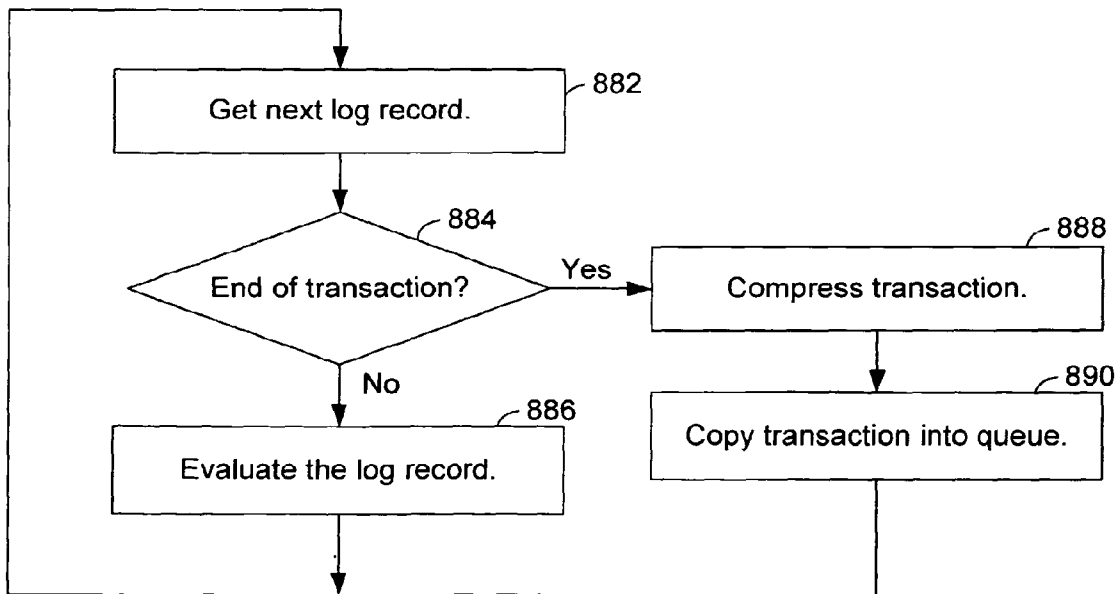 Get next log record.
882
884
End of transaction?
Yes
888
Compress transaction.
No
890
Copy transaction into queue.
886
Evaluate the log record.